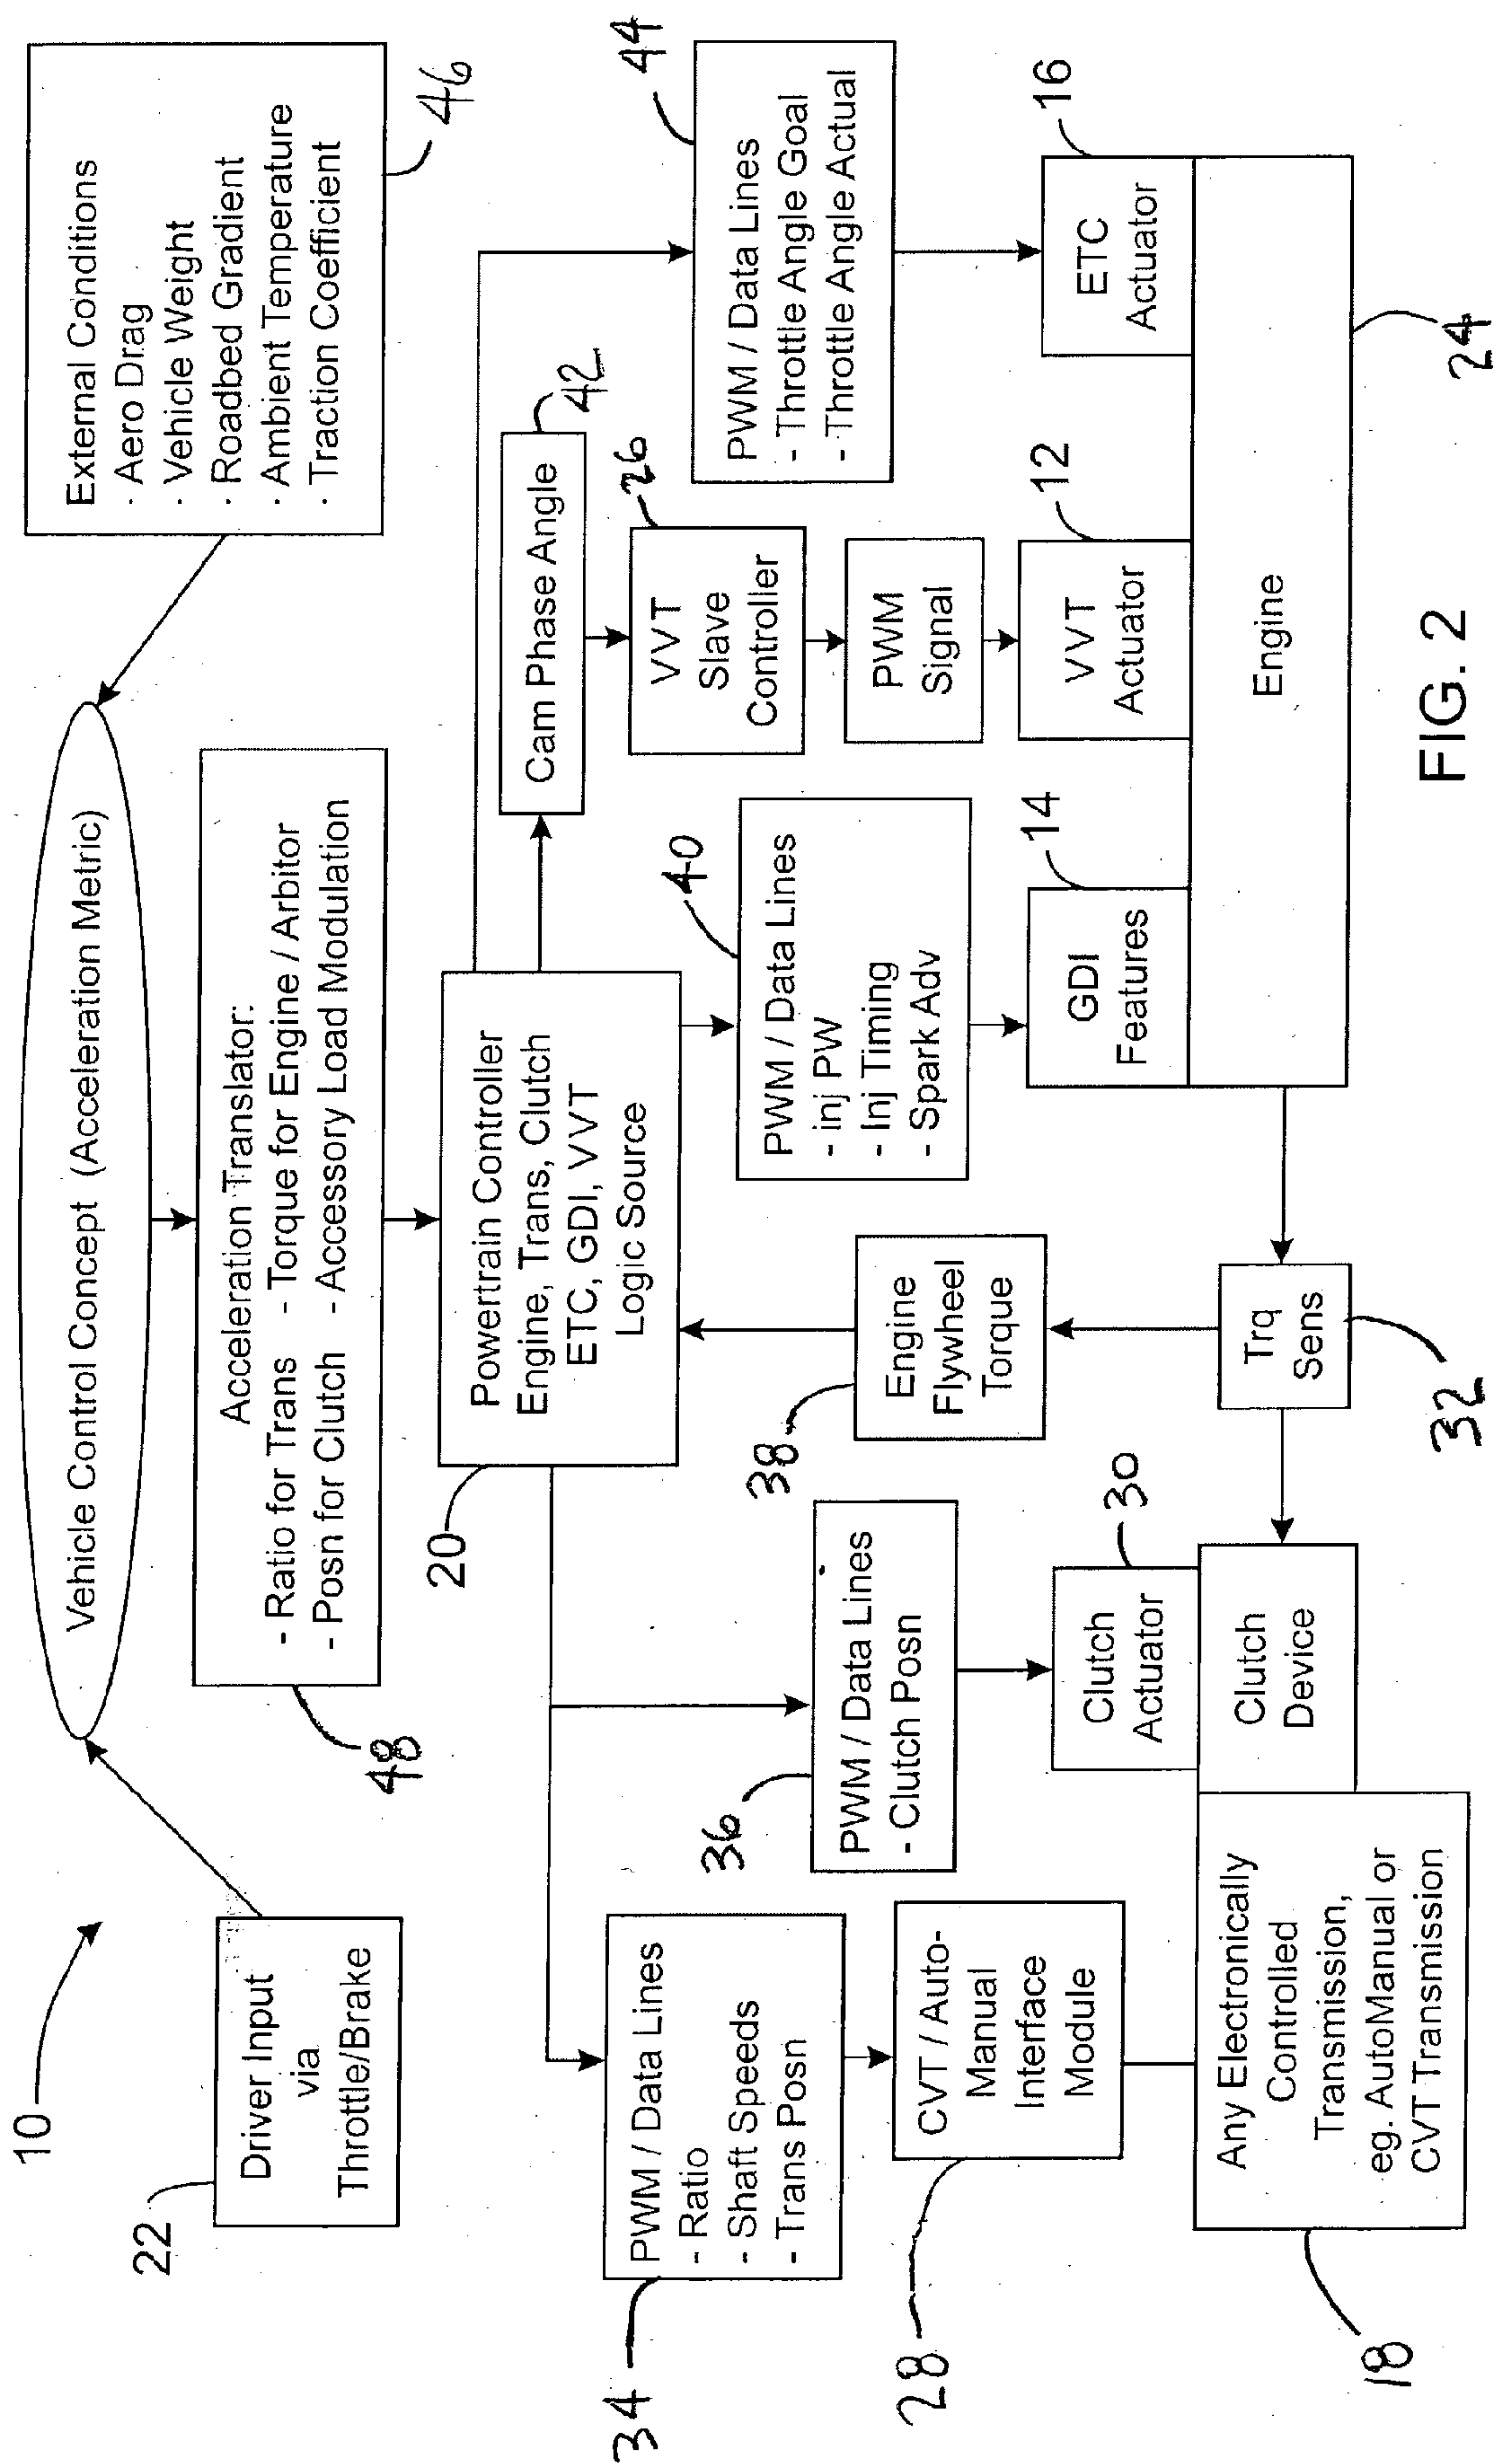 10
22
Driver Input
via
Throttle/Brake
Vehicle Control Concept (Acceleration Metric)
External Conditions
· Aero Drag
· Vehicle Weight
· Roadbed Gradient
· Ambient Temperature
· Traction Coefficient
46
Acceleration Translator:
- Ratio for Trans - Torque for Engine / Arbitor
- Posn for Clutch - Accessory Load Modulation
48
20
Powertrain Controller
Engine, Trans, Clutch
ETC, GDI, VVT
Logic Source
34
PWM / Data Lines
- Ratio
- Shaft Speeds
- Trans Posn
36
PWM / Data Lines
- Clutch Posn
38
Engine
Flywheel
Torque
40
PWM / Data Lines
- inj PW
- Inj Timing
- Spark Adv
Cam Phase Angle
42
VVT
Slave
Controller
26
PWM
Signal
44
PWM / Data Lines
- Throttle Angle Goal
- Throttle Angle Actual
28
CVT / Auto-
Manual
Interface
Module
Clutch
Actuator
30
GDI
Features
14
VVT
Actuator
12
ETC
Actuator
16
18
Any Electronically
Controlled
Transmission,
eg. AutoManual or
CVT Transmission
Clutch
Device
Trq
Sens
32
Engine
24
FIG. 2